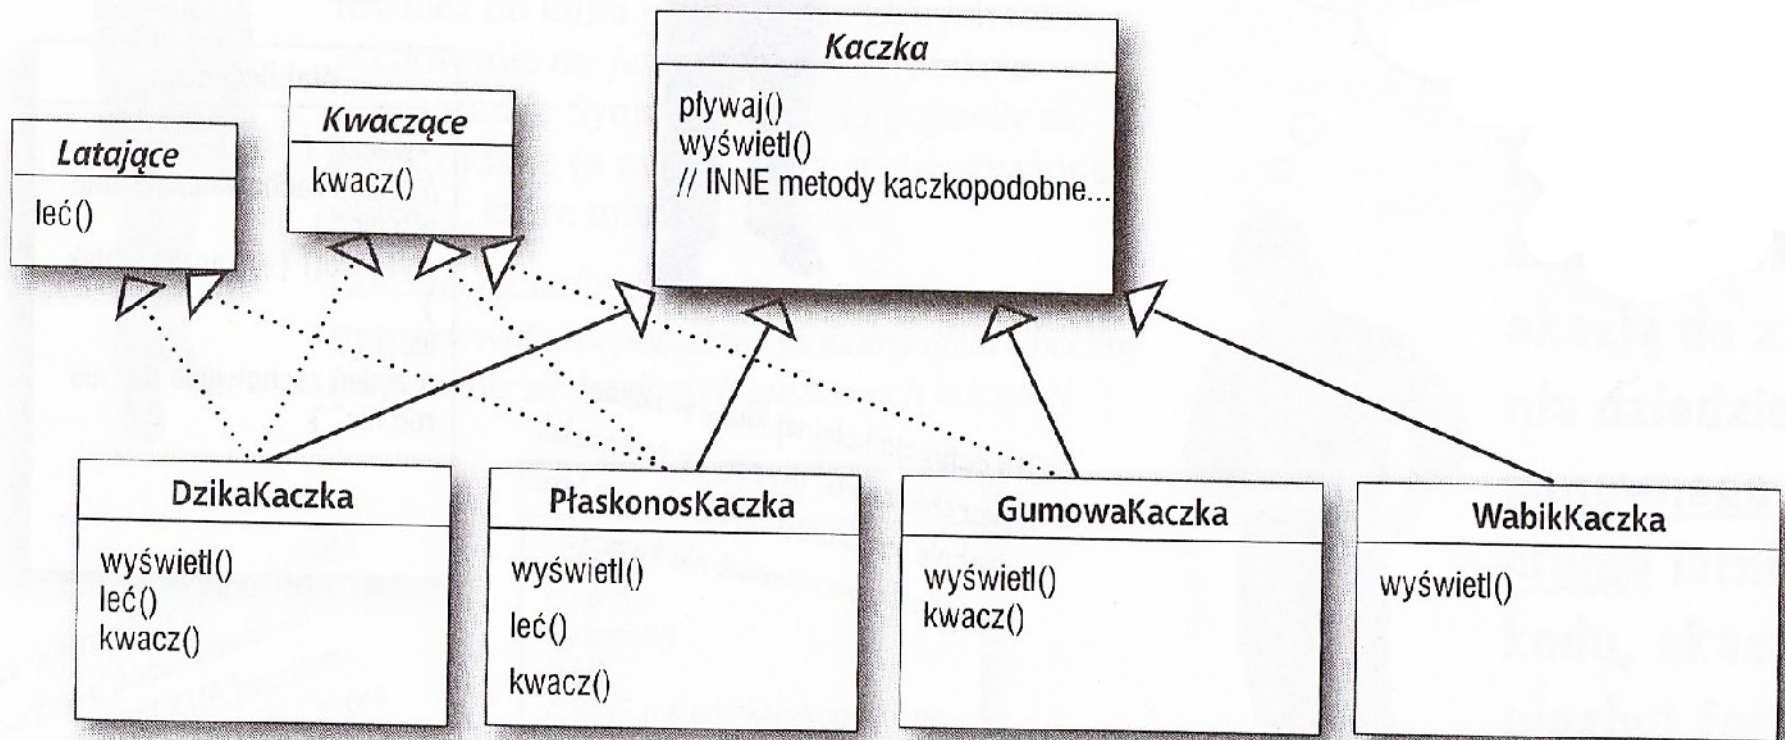 Kaczka
pływaj()
wyświetl()
// INNE metody kaczkopodobne...
Kwaczące
kwacz()
Latające
leć()
DzikaKaczka
wyświetl()
leć()
kwacz()
PłaskonosKaczka
wyświetl()
leć()
kwacz()
GumowaKaczka
wyświetl()
kwacz()
WabikKaczka
wyświetl()